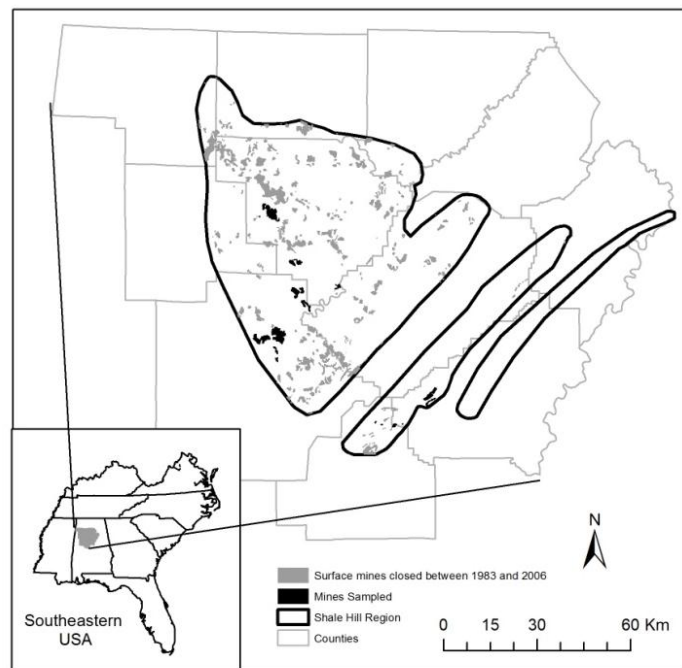 Southeastern
USA
Surface mines closed between 1983 and 2006
Mines Sampled
Shale Hill Region
Counties
N
0 15 30 45 60 Km